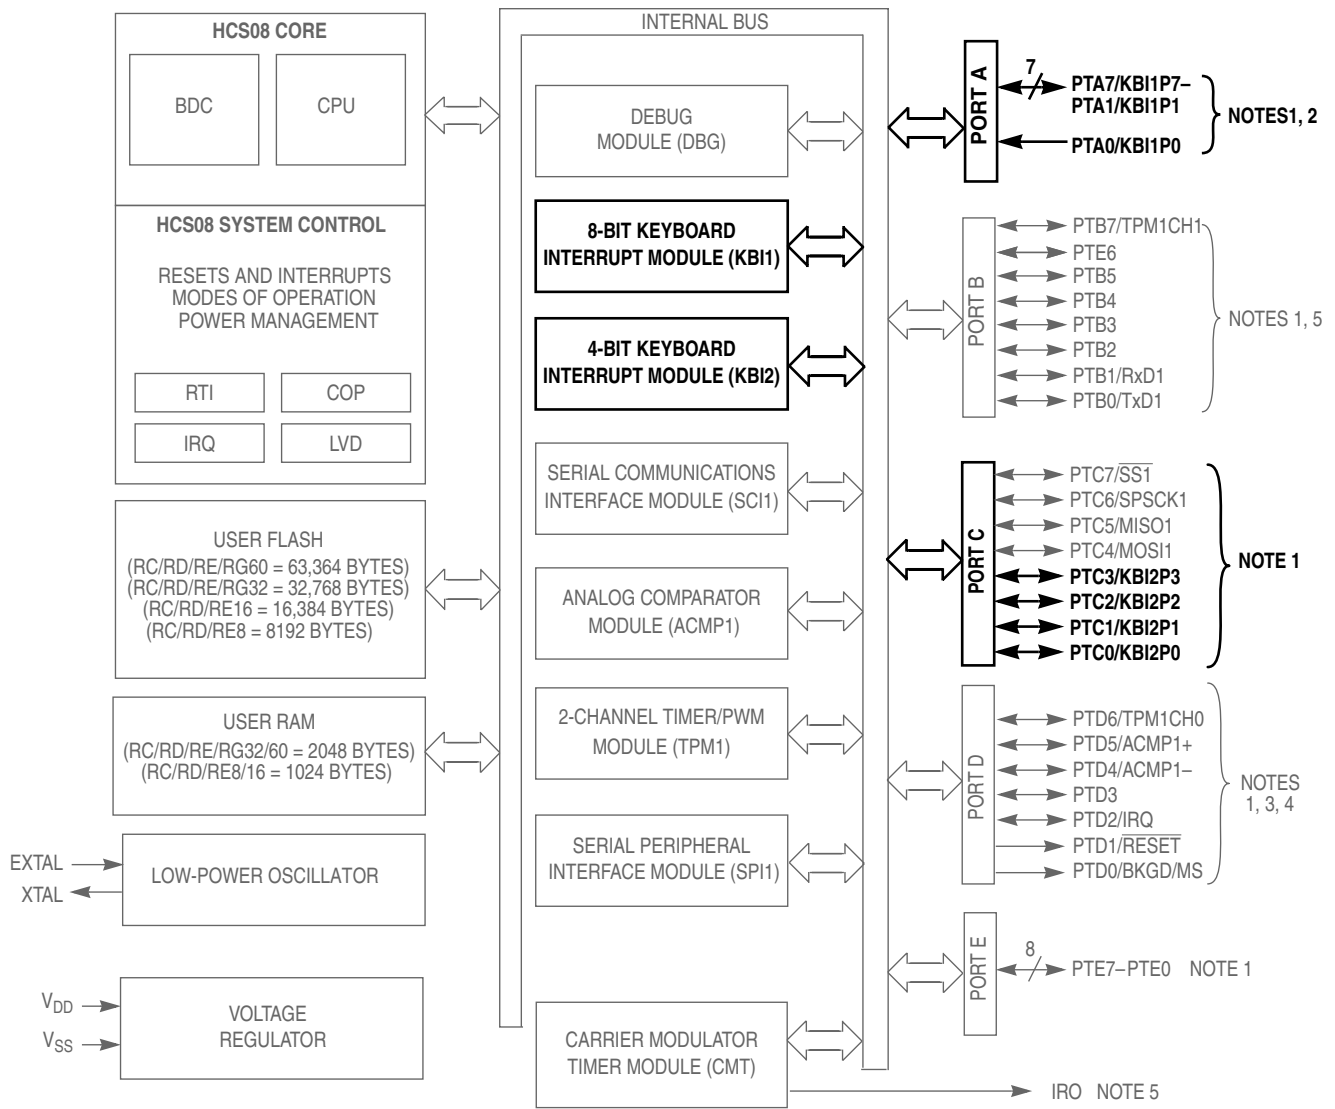 HCS08 CORE
BDC
CPU
HCS08 SYSTEM CONTROL
RESETS AND INTERRUPTS
MODES OF OPERATION
POWER MANAGEMENT
RTI
COP
IRQ
LVD
USER FLASH
(RC/RD/RE/RG60 = 63,364 BYTES)
(RC/RD/RE/RG32 = 32,768 BYTES)
(RC/RD/RE16 = 16,384 BYTES)
(RC/RD/RE8 = 8192 BYTES)
USER RAM
(RC/RD/RE/RG32/60 = 2048 BYTES)
(RC/RD/RE8/16 = 1024 BYTES)
EXTAL
XTAL
LOW-POWER OSCILLATOR
VDD
VSS
VOLTAGE
REGULATOR
INTERNAL BUS
DEBUG
MODULE (DBG)
8-BIT KEYBOARD
INTERRUPT MODULE (KBI1)
4-BIT KEYBOARD
INTERRUPT MODULE (KBI2)
SERIAL COMMUNICATIONS
INTERFACE MODULE (SCI1)
ANALOG COMPARATOR
MODULE (ACMP1)
2-CHANNEL TIMER/PWM
MODULE (TPM1)
SERIAL PERIPHERAL
INTERFACE MODULE (SPI1)
CARRIER MODULATOR
TIMER MODULE (CMT)
PORT A
7
PTA7/KBI1P7–
PTA1/KBI1P1
PTA0/KBI1P0
NOTES1, 2
PORT B
PTB7/TPM1CH1
PTE6
PTB5
PTB4
PTB3
PTB2
PTB1/RxD1
PTB0/TxD1
NOTES 1, 5
PORT C
PTC7/SS1
PTC6/SPSCK1
PTC5/MISO1
PTC4/MOSI1
PTC3/KBI2P3
PTC2/KBI2P2
PTC1/KBI2P1
PTC0/KBI2P0
NOTE 1
PORT D
PTD6/TPM1CH0
PTD5/ACMP1+
PTD4/ACMP1–
PTD3
PTD2/IRQ
PTD1/RESET
PTD0/BKGD/MS
NOTES
1, 3, 4
PORT E
8
PTE7–PTE0 NOTE 1
IRO NOTE 5